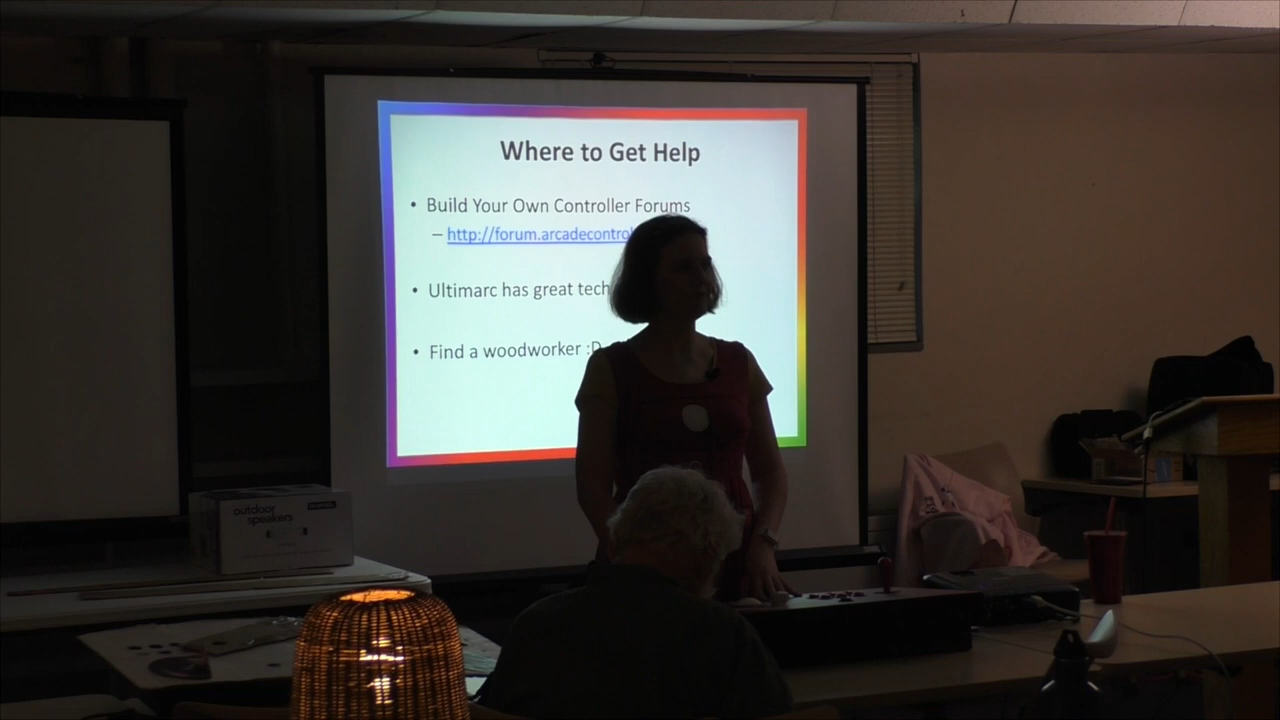 Where to Get Help
• Build Your Own Controller Forums
– http://forum.arcadecontro
• Ultimarc has great tech
• Find a woodworker :D
outdoor
speakers